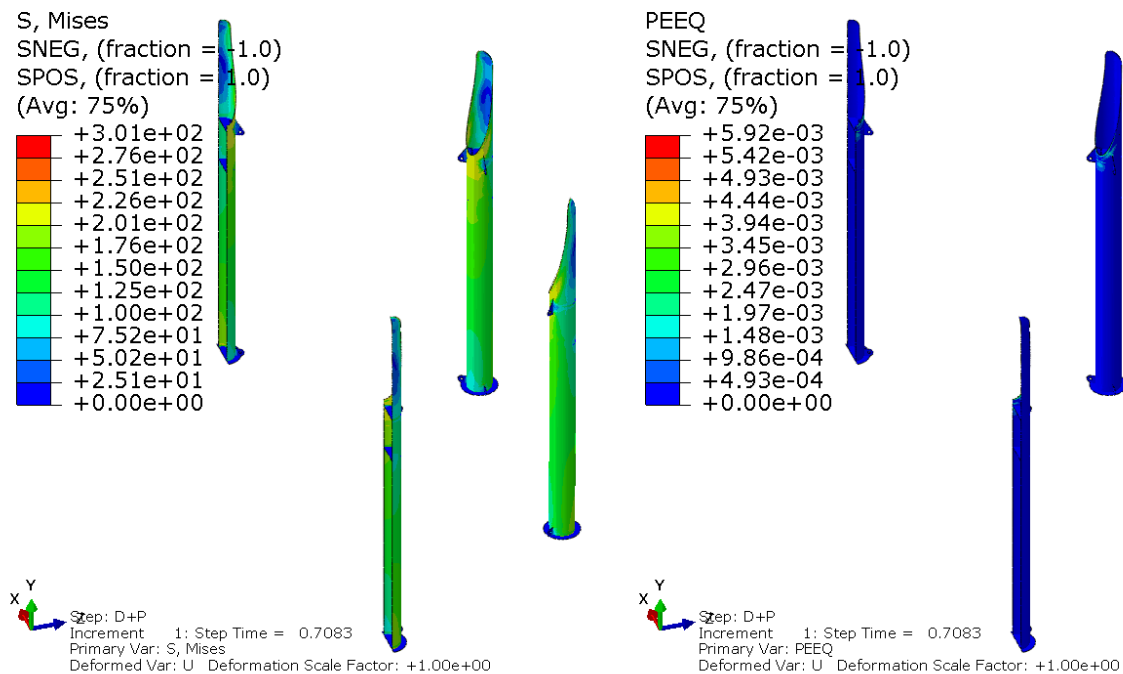 S, Mises
SNEG, (fraction = -1.0)
SPOS, (fraction = 1.0)
(Avg: 75%)
+3.01e+02
+2.76e+02
+2.51e+02
+2.26e+02
+2.01e+02
+1.76e+02
+1.50e+02
+1.25e+02
+1.00e+02
+7.52e+01
+5.02e+01
+2.51e+01
+0.00e+00
Y
X
Z
Step: D+P
Increment 1: Step Time = 0.7083
Primary Var: S, Mises
Deformed Var: U Deformation Scale Factor: +1.00e+00
PEEQ
SNEG, (fraction = -1.0)
SPOS, (fraction = 1.0)
(Avg: 75%)
+5.92e-03
+5.42e-03
+4.93e-03
+4.44e-03
+3.94e-03
+3.45e-03
+2.96e-03
+2.47e-03
+1.97e-03
+1.48e-03
+9.86e-04
+4.93e-04
+0.00e+00
Y
X
Z
Step: D+P
Increment 1: Step Time = 0.7083
Primary Var: PEEQ
Deformed Var: U Deformation Scale Factor: +1.00e+00